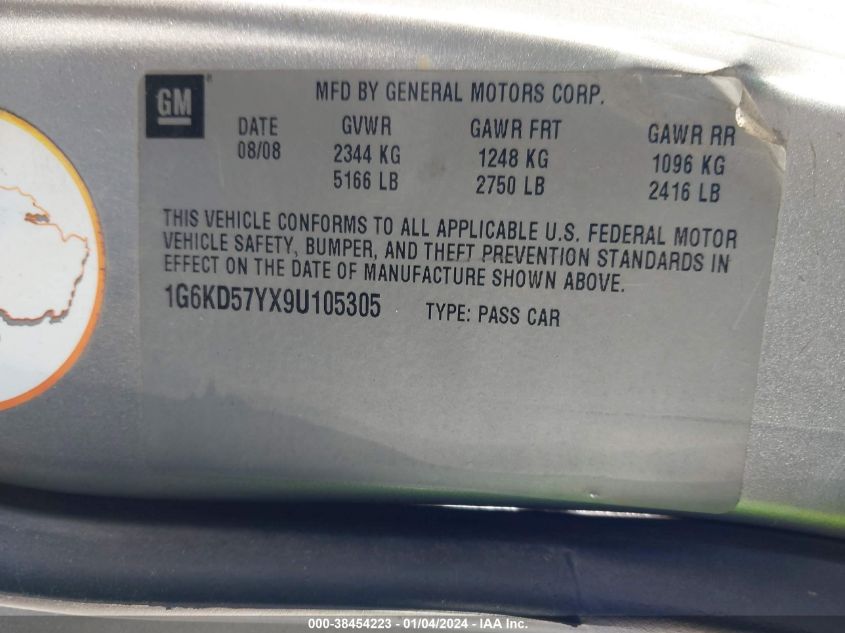 GM
MFD BY GENERAL MOTORS CORP.
DATE GVWR GAWR FRT GAWR RR
08/08 2344 KG 1248 KG 1096 KG
5166 LB 2750 LB 2416 LB
THIS VEHICLE CONFORMS TO ALL APPLICABLE U.S. FEDERAL MOTOR
VEHICLE SAFETY, BUMPER, AND THEFT PREVENTION STANDARDS IN
EFFECT ON THE DATE OF MANUFACTURE SHOWN ABOVE.
1G6KD57YX9U105305 TYPE: PASS CAR
000-38454223 - 01/04/2024 - IAA Inc.